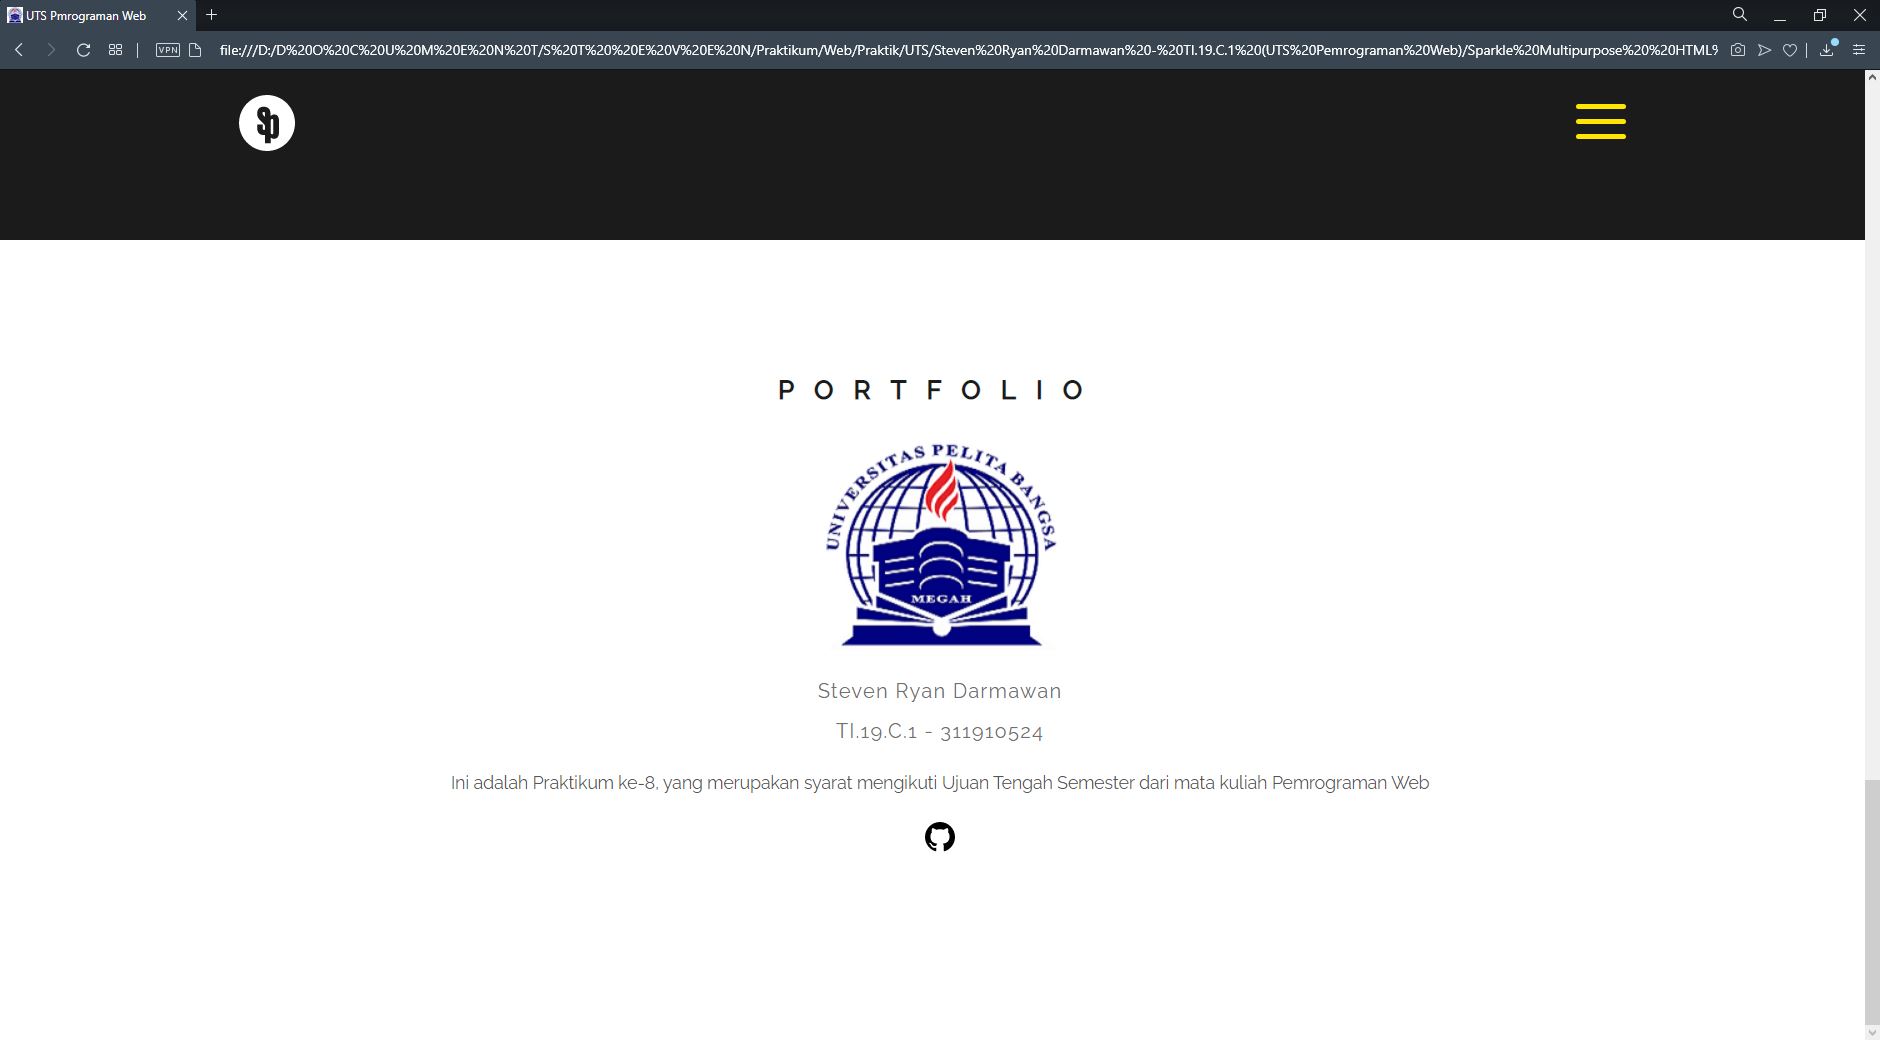 UTS Pmrograman Web
VPN
file:///D:/D%20O%20C%20U%20M%20E%20N%20T/S%20T%20%20E%20V%20E%20N/Praktikum/Web/Praktik/UTS/Steven%20Ryan%20Darmawan%20-%20TI.19.C.1%20(UTS%20Pemrograman%20Web)/Sparkle%20Multipurpose%20%20HTML%
PORTFOLIO
UNIVERSITAS PELITA BANGSA
MEGAH
Steven Ryan Darmawan
TI.19.C.1 - 311910524
Ini adalah Praktikum ke-8, yang merupakan syarat mengikuti Ujuan Tengah Semester dari mata kuliah Pemrograman Web